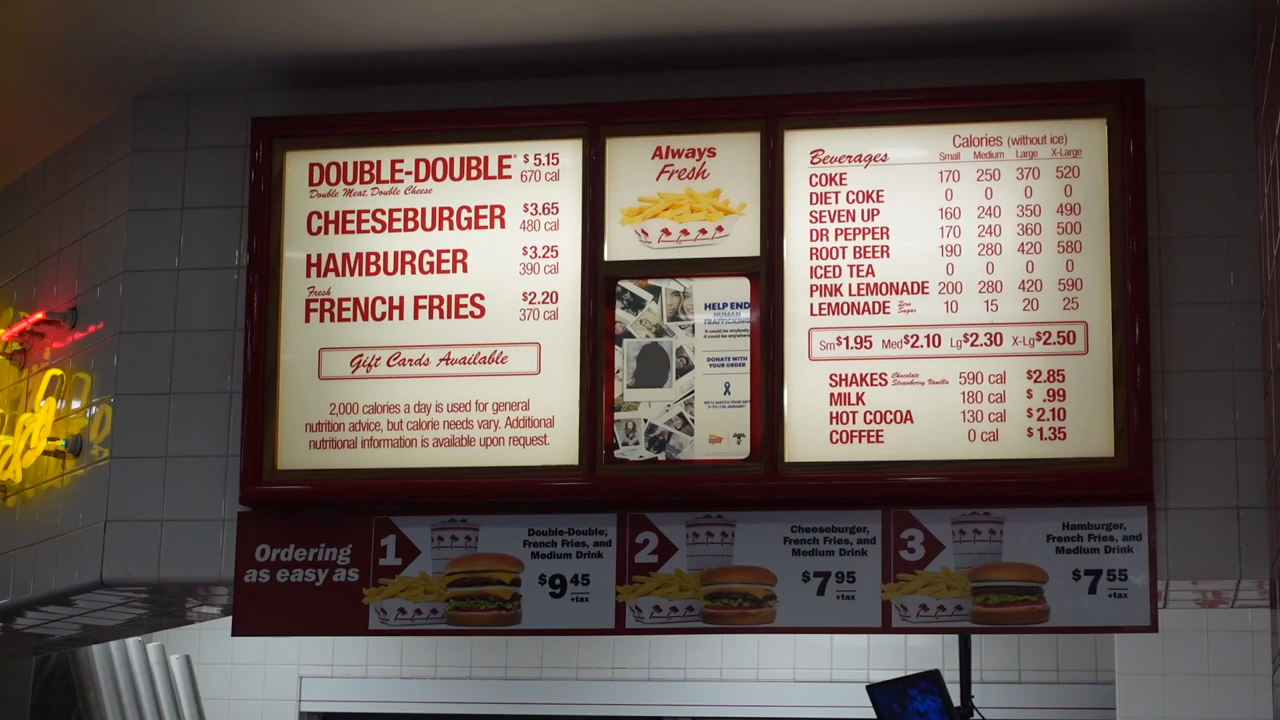 DOUBLE-DOUBLE® $5.15
Double Meat, Double Cheese 670 cal
CHEESEBURGER $3.65
480 cal
HAMBURGER $3.25
390 cal
Fresh
FRENCH FRIES $2.20
370 cal
Gift Cards Available
2,000 calories a day is used for general
nutrition advice, but calorie needs vary. Additional
nutritional information is available upon request.
Always
Fresh
HELP END
HUMAN
TRAFFICKING
It could be anybody.
It could be anywhere.
DONATE WITH
YOUR ORDER
Calories (without ice)
Beverages Small Medium Large X-Large
COKE 170 250 370 520
DIET COKE 0 0 0 0
SEVEN UP 160 240 350 490
DR PEPPER 170 240 360 500
ROOT BEER 190 280 420 580
ICED TEA 0 0 0 0
PINK LEMONADE 200 280 420 590
LEMONADE Zero Sugar 10 15 20 25
Sm$1.95 Med$2.10 Lg$2.30 X-Lg$2.50
SHAKES Chocolate Strawberry Vanilla 590 cal $2.85
MILK 180 cal $.99
HOT COCOA 130 cal $2.10
COFFEE 0 cal $1.35
Ordering
as easy as
1
Double-Double,
French Fries, and
Medium Drink
$9.45
+tax
2
Cheeseburger,
French Fries, and
Medium Drink
$7.95
+tax
3
Hamburger,
French Fries, and
Medium Drink
$7.55
+tax